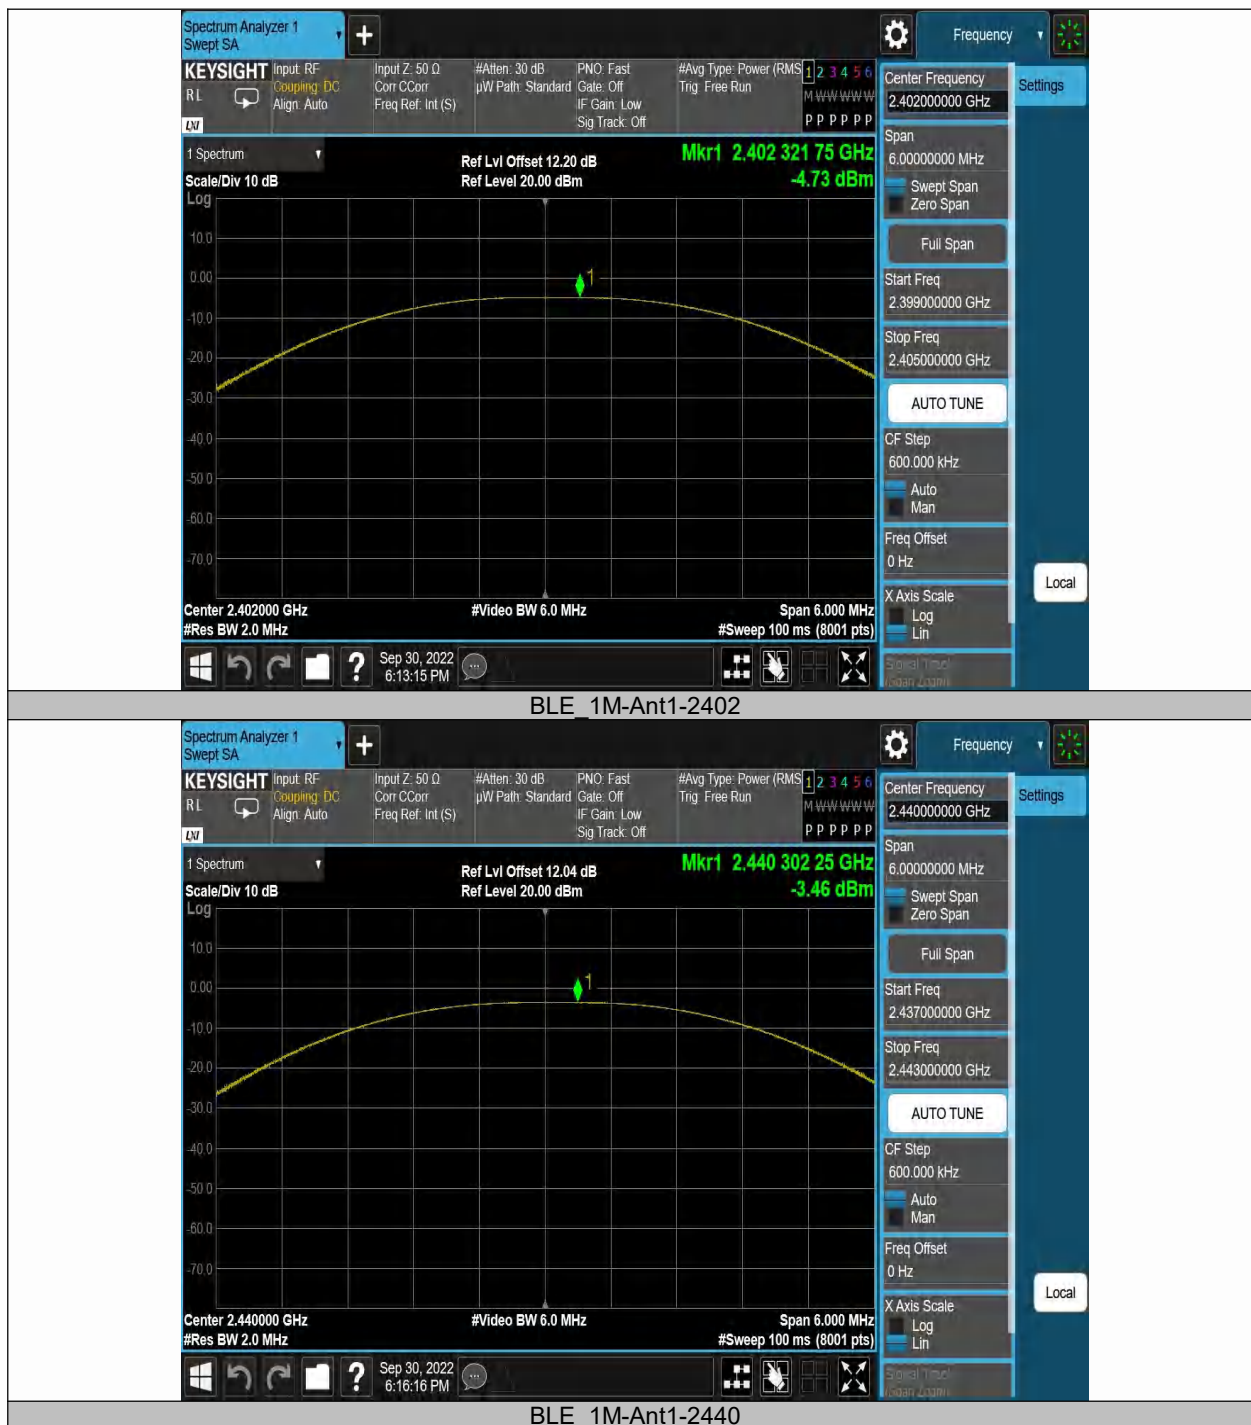 Spectrum Analyzer 1
Swept SA
+
Frequency
KEYSIGHT
Input: RF
Input Z: 50 Ω
#Atten: 30 dB
PNO: Fast
#Avg Type: Power (RMS
1 2 3 4 5 6
RL
Coupling: DC
Corr CCorr
µW Path: Standard
Gate: Off
Trig: Free Run
M W W W W W
Align: Auto
Freq Ref: Int (S)
IF Gain: Low
Sig Track: Off
P P P P P P
LXI
Center Frequency
2.402000000 GHz
Settings
1 Spectrum
Ref Lvl Offset 12.20 dB
Mkr1 2.402 321 75 GHz
Scale/Div 10 dB
Ref Level 20.00 dBm
-4.73 dBm
Log
10.0
0.00
-10.0
-20.0
-30.0
-40.0
-50.0
-60.0
-70.0
1
Span
6.00000000 MHz
Swept Span
Zero Span
Full Span
Start Freq
2.399000000 GHz
Stop Freq
2.405000000 GHz
AUTO TUNE
CF Step
600.000 kHz
Auto
Man
Freq Offset
0 Hz
X Axis Scale
Log
Lin
Signal Track
(Span Zoom)
Local
Center 2.402000 GHz
#Video BW 6.0 MHz
Span 6.000 MHz
#Res BW 2.0 MHz
#Sweep 100 ms (8001 pts)
?
Sep 30, 2022
6:13:15 PM
BLE_1M-Ant1-2402
Spectrum Analyzer 1
Swept SA
+
Frequency
KEYSIGHT
Input: RF
Input Z: 50 Ω
#Atten: 30 dB
PNO: Fast
#Avg Type: Power (RMS
1 2 3 4 5 6
RL
Coupling: DC
Corr CCorr
µW Path: Standard
Gate: Off
Trig: Free Run
M W W W W W
Align: Auto
Freq Ref: Int (S)
IF Gain: Low
Sig Track: Off
P P P P P P
LXI
Center Frequency
2.440000000 GHz
Settings
1 Spectrum
Ref Lvl Offset 12.04 dB
Mkr1 2.440 302 25 GHz
Scale/Div 10 dB
Ref Level 20.00 dBm
-3.46 dBm
Log
10.0
0.00
-10.0
-20.0
-30.0
-40.0
-50.0
-60.0
-70.0
1
Span
6.00000000 MHz
Swept Span
Zero Span
Full Span
Start Freq
2.437000000 GHz
Stop Freq
2.443000000 GHz
AUTO TUNE
CF Step
600.000 kHz
Auto
Man
Freq Offset
0 Hz
X Axis Scale
Log
Lin
Signal Track
(Span Zoom)
Local
Center 2.440000 GHz
#Video BW 6.0 MHz
Span 6.000 MHz
#Res BW 2.0 MHz
#Sweep 100 ms (8001 pts)
?
Sep 30, 2022
6:16:16 PM
BLE_1M-Ant1-2440